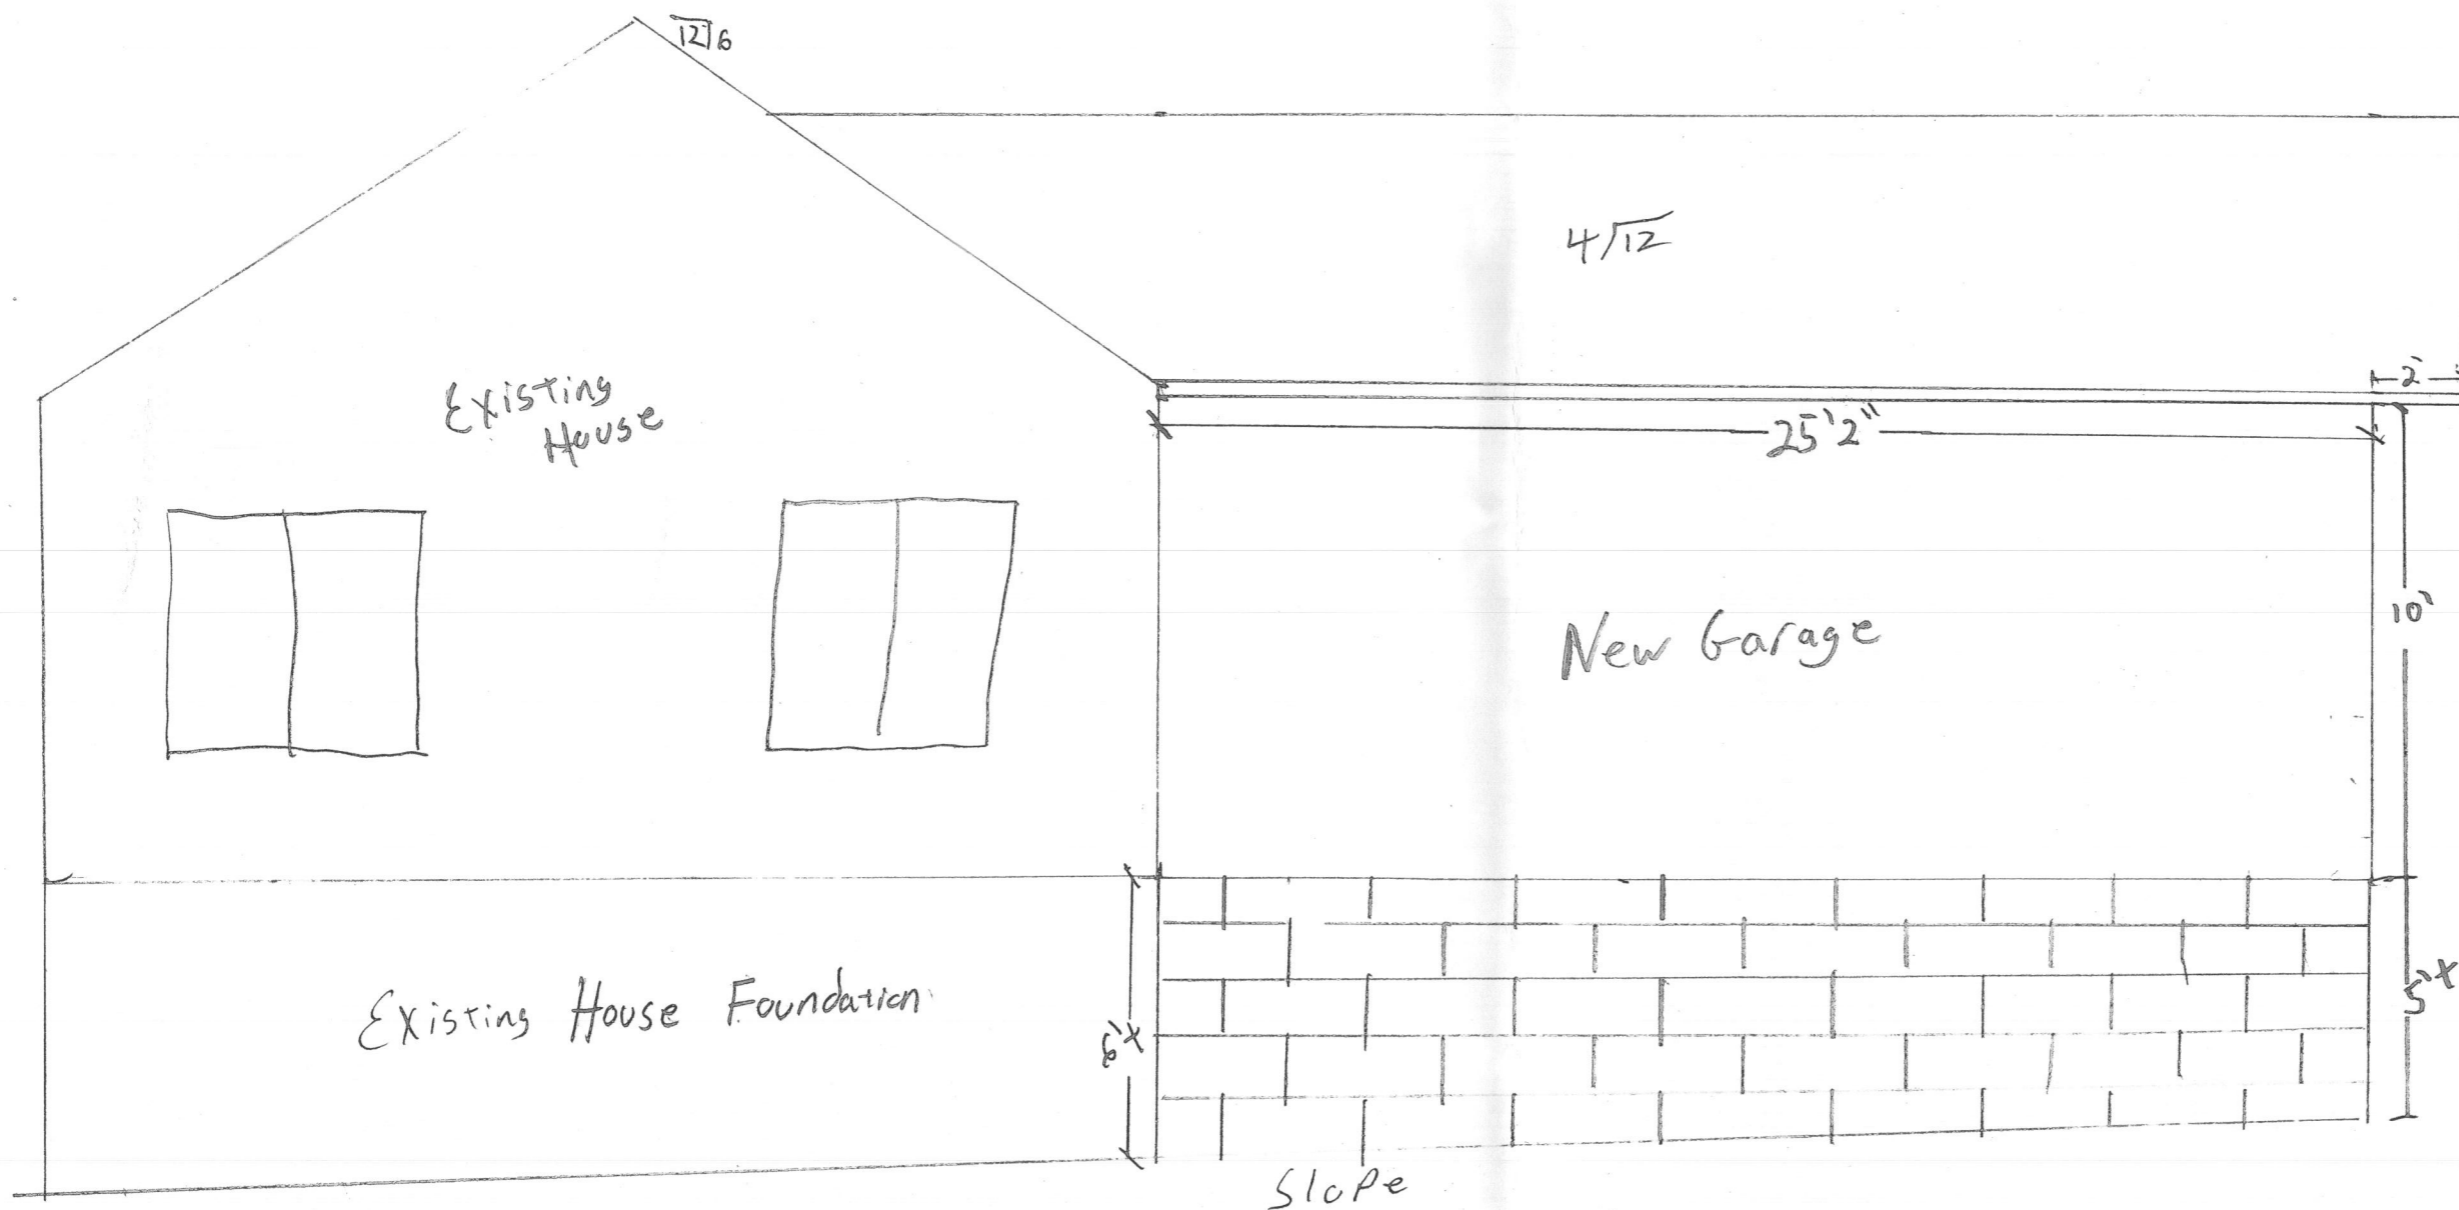 12 6
4/12
2
Existing
House
25'2"
10'
New Garage
5'x
Existing House Foundation
6'x
Slope